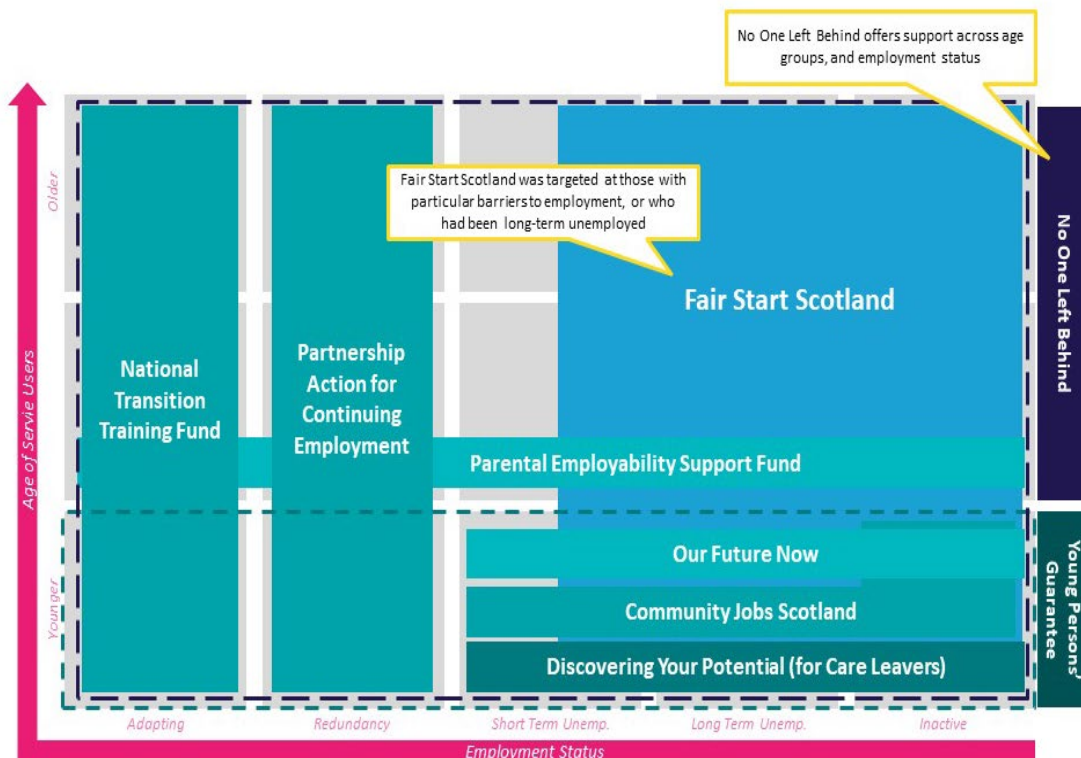 No One Left Behind offers support across age
groups, and employment status
Fair Start Scotland was targeted at those with
particular barriers to employment, or who
had been long-term unemployed
Older
Younger
Age of Servie Users
National
Transition
Training Fund
Partnership
Action for
Continuing
Employment
Fair Start Scotland
Parental Employability Support Fund
Our Future Now
Community Jobs Scotland
Discovering Your Potential (for Care Leavers)
No One Left Behind
Young Persons'
Guarantee
Adapting
Redundancy
Short Term Unemp.
Long Term Unemp.
Inactive
Employment Status